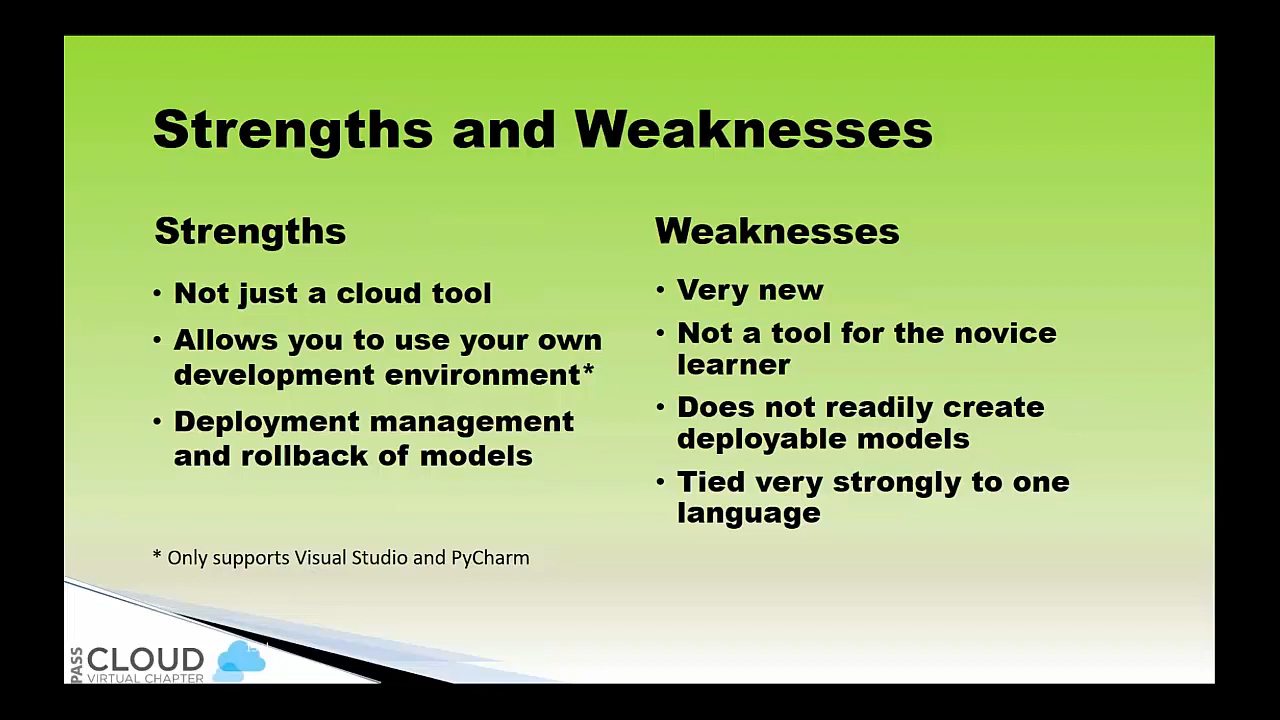 Strengths and Weaknesses
Strengths
• Not just a cloud tool
• Allows you to use your own
development environment*
• Deployment management
and rollback of models
* Only supports Visual Studio and PyCharm
Weaknesses
• Very new
• Not a tool for the novice
learner
• Does not readily create
deployable models
• Tied very strongly to one
language
PASS
CLOUD
VIRTUAL CHAPTER